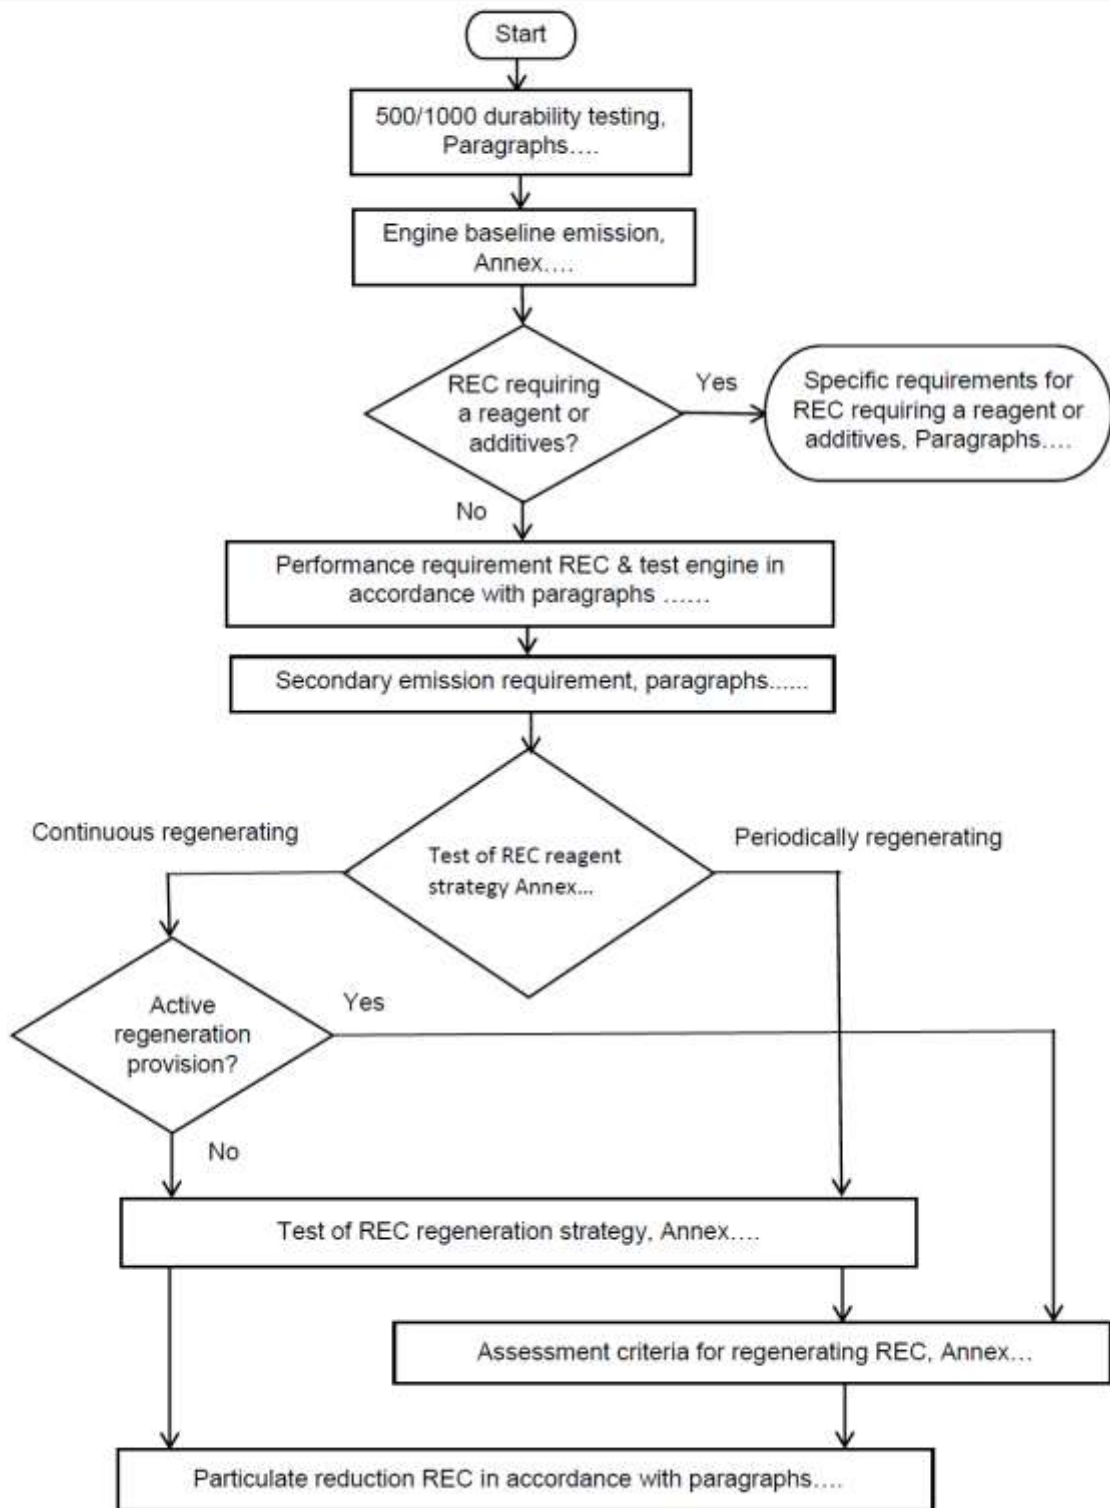 Start
500/1000 durability testing,
Paragraphs….
Engine baseline emission,
Annex….
REC requiring
a reagent or
additives?
Yes
Specific requirements for
REC requiring a reagent or
additives, Paragraphs….
No
Performance requirement REC & test engine in
accordance with paragraphs ……
Secondary emission requirement, paragraphs......
Continuous regenerating
Periodically regenerating
Test of REC reagent
strategy Annex…
Active
regeneration
provision?
Yes
No
Test of REC regeneration strategy, Annex….
Assessment criteria for regenerating REC, Annex…
Particulate reduction REC in accordance with paragraphs….